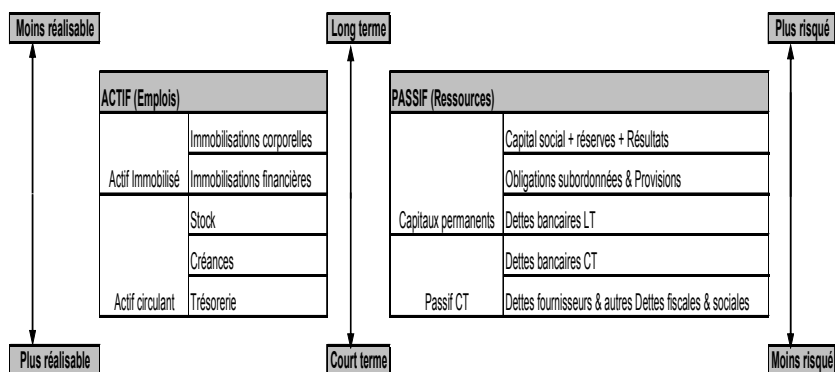 Moins réalisable
Long terme
Plus risqué
ACTIF (Emplois)
PASSIF (Ressources)
Immobilisations corporelles
Capital social + réserves + Résultats
Actif Immobilisé
Immobilisations financières
Obligations subordonnées & Provisions
Stock
Capitaux permanents
Dettes bancaires LT
Créances
Dettes bancaires CT
Actif circulant
Trésorerie
Passif CT
Dettes fournisseurs & autres Dettes fiscales & sociales
Plus réalisable
Court terme
Moins risqué